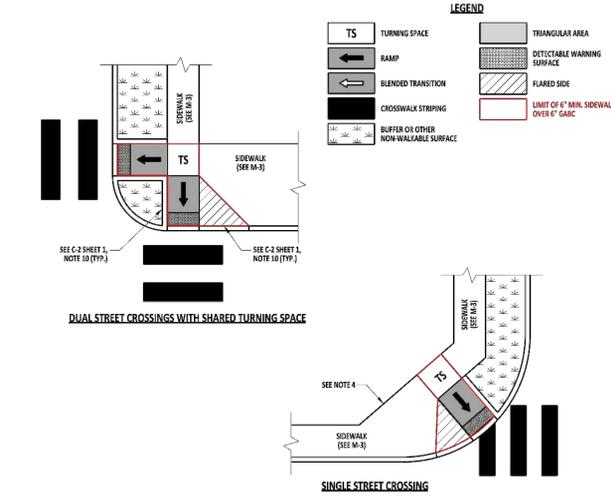 LEGEND
TS
TURNING SPACE
TRIANGULAR AREA
RAMP
DETECTABLE WARNING
SURFACE
BLENDED TRANSITION
FLARED SIDE
CROSSWALK STRIPING
LIMIT OF 6" MIN. SIDEWAL
OVER 6" GABC
BUFFER OR OTHER
NON-WALKABLE SURFACE
SIDEWALK
(SEE M-3)
TS
SIDEWALK
(SEE M-3)
SEE C-2 SHEET 1,
NOTE 10 (TYP.)
SEE C-2 SHEET 1,
NOTE 10 (TYP.)
DUAL STREET CROSSINGS WITH SHARED TURNING SPACE
SIDEWALK
(SEE M-3)
TS
SEE NOTE 4
SIDEWALK
(SEE M-3)
SINGLE STREET CROSSING